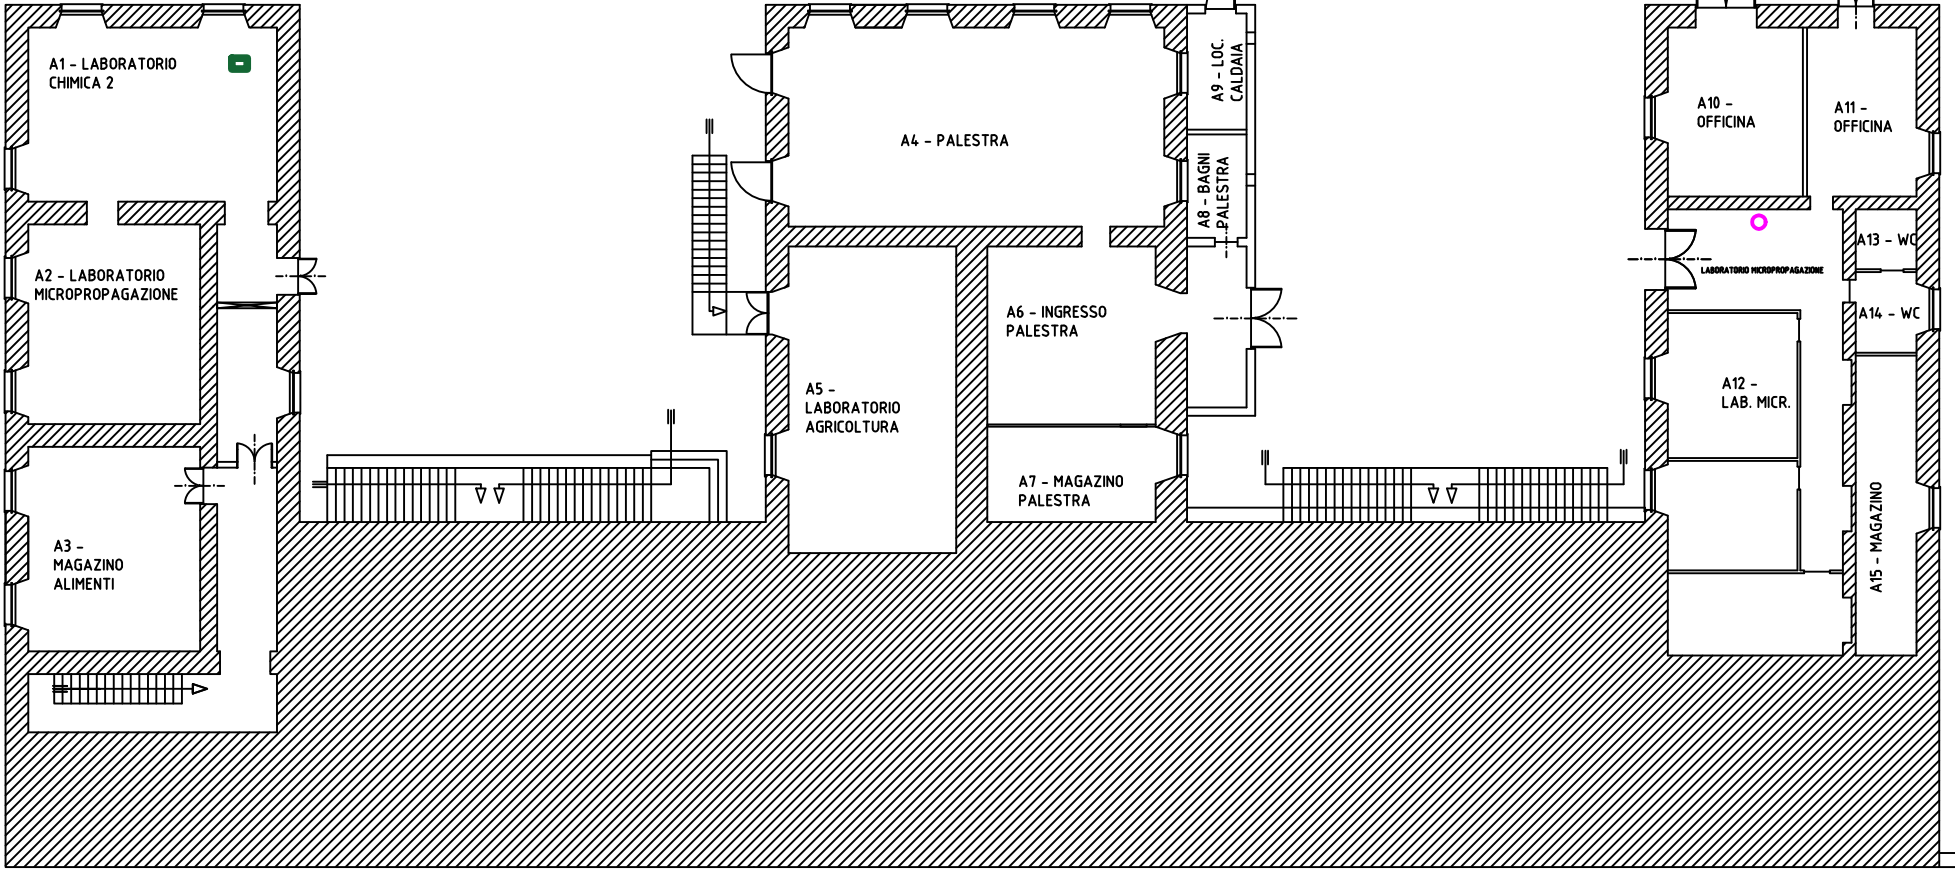 A1 - LABORATORIO
CHIMICA 2
A2 - LABORATORIO
MICROPROPAGAZIONE
A3 -
MAGAZINO
ALIMENTI
A4 - PALESTRA
A5 -
LABORATORIO
AGRICOLTURA
A6 - INGRESSO
PALESTRA
A7 - MAGAZINO
PALESTRA
A9 - LOC.
CALDAIA
A8 - BAGNI
PALESTRA
A10 -
OFFICINA
A11 -
OFFICINA
LABORATORIO MICROPROPAGAZIONE
A13 - WC
A14 - WC
A12 -
LAB. MICR.
A15 - MAGAZINO